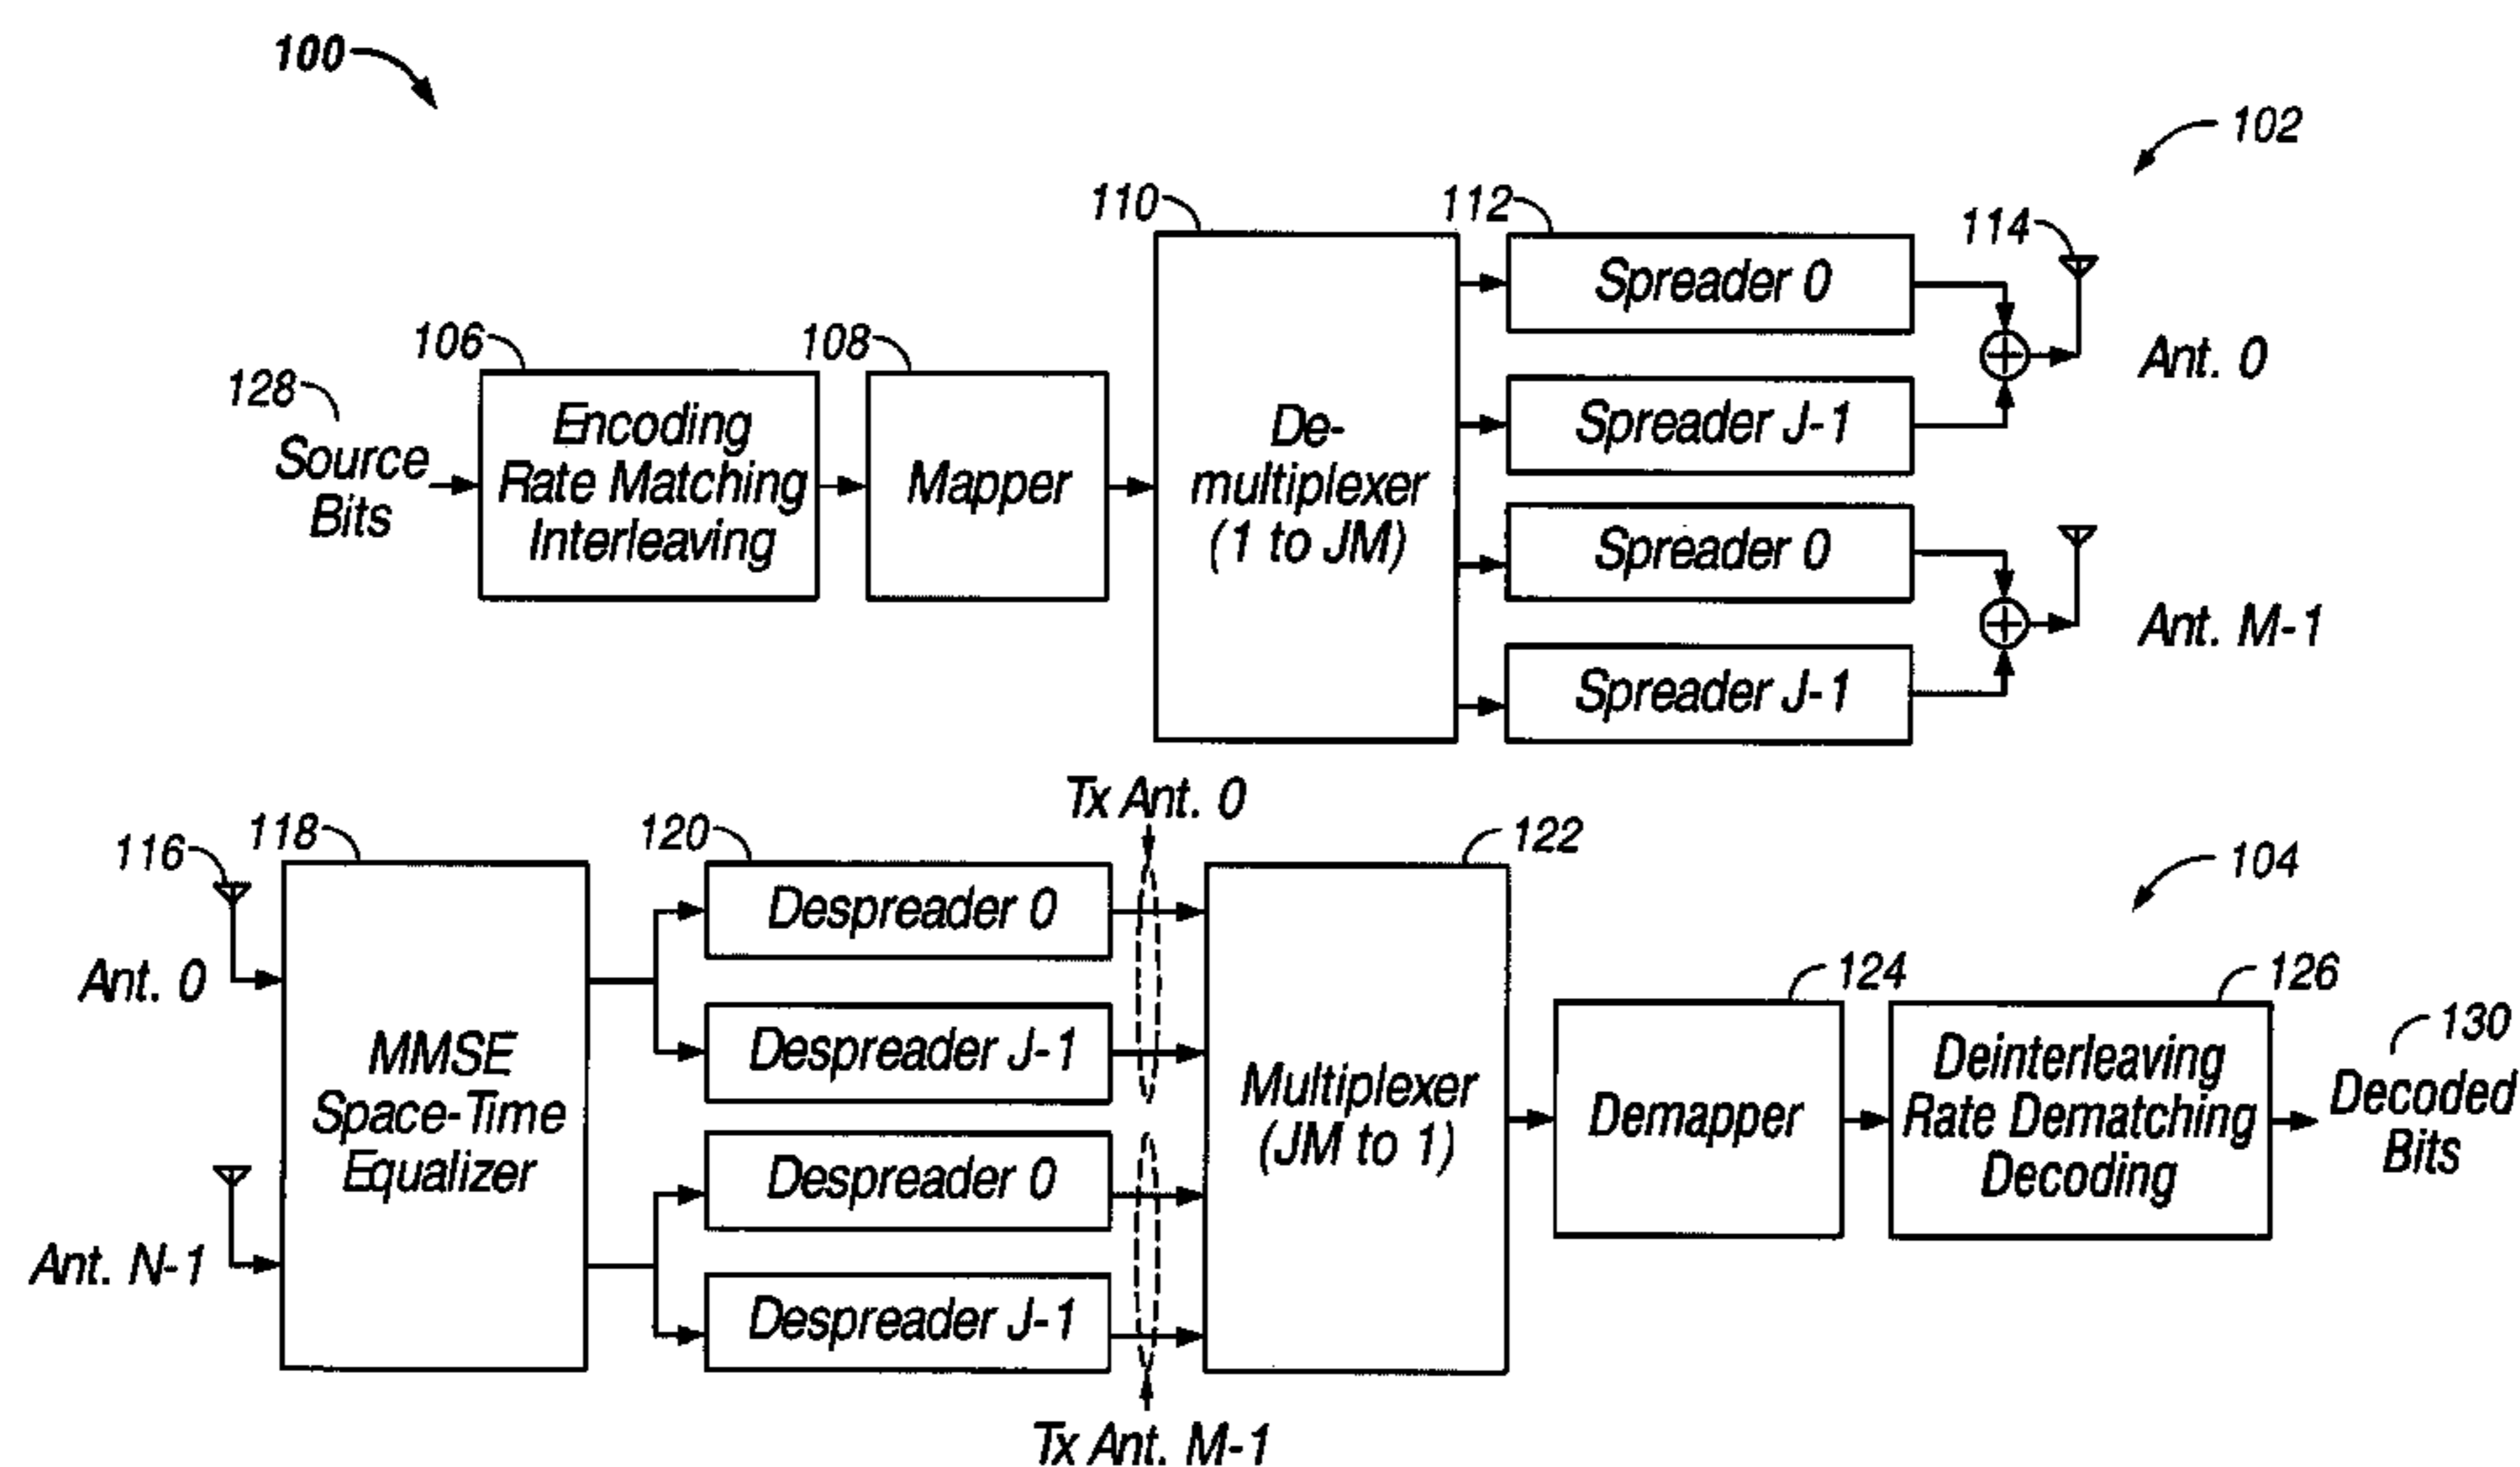 100
102
110
112
114
Spreader 0
106
108
Ant. 0
128
Source
Bits
Encoding
Rate Matching
Interleaving
Mapper
De-
multiplexer
(1 to JM)
Spreader J-1
Spreader 0
Ant. M-1
Spreader J-1
Tx Ant. 0
116
118
120
122
104
Despreader 0
Ant. 0
124
126
130
MMSE
Space-Time
Equalizer
Despreader J-1
Multiplexer
(JM to 1)
Demapper
Deinterleaving
Rate Dematching
Decoding
Decoded
Bits
Despreader 0
Ant. N-1
Despreader J-1
Tx Ant. M-1